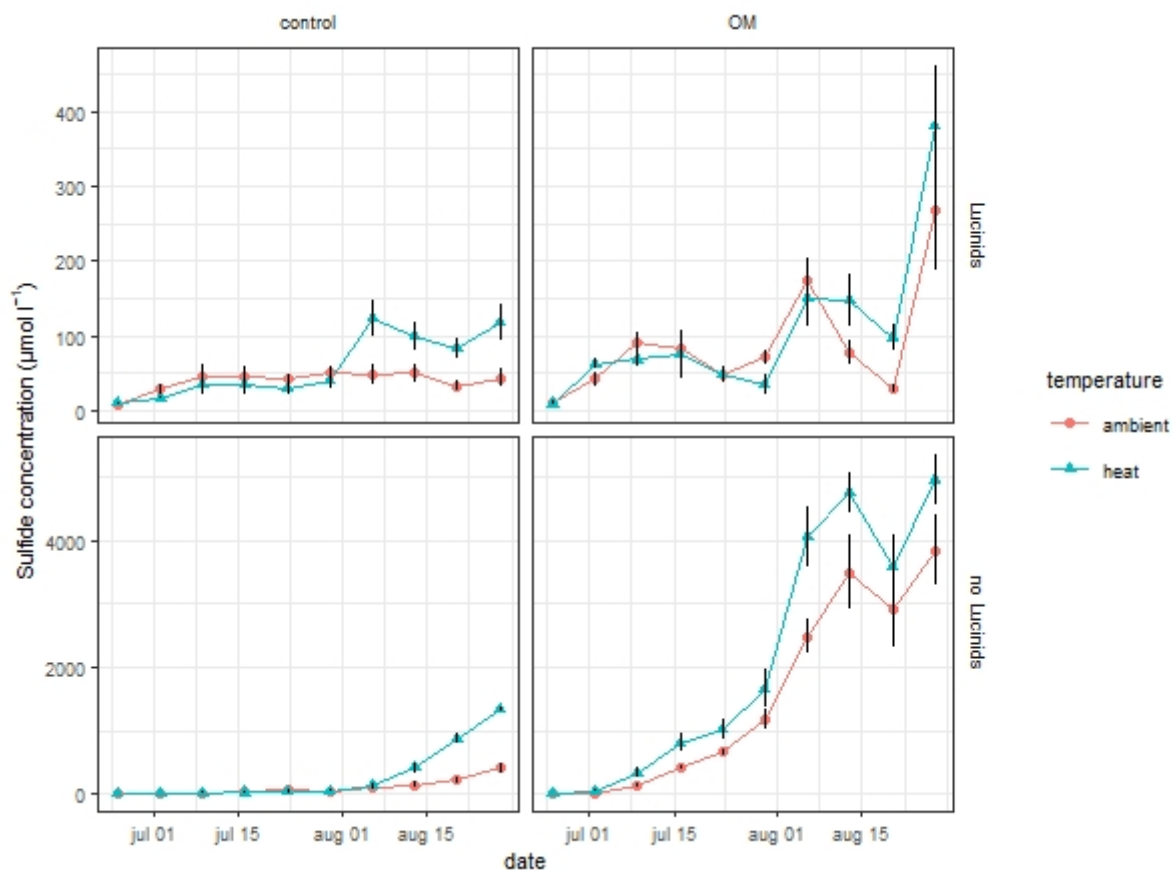 control
OM
400
300
200
100
0
Lucinids
4000
2000
0
no Lucinids
Sulfide concentration (µmol l⁻¹)
jul 01 jul 15 aug 01 aug 15
jul 01 jul 15 aug 01 aug 15
date
temperature
ambient
heat